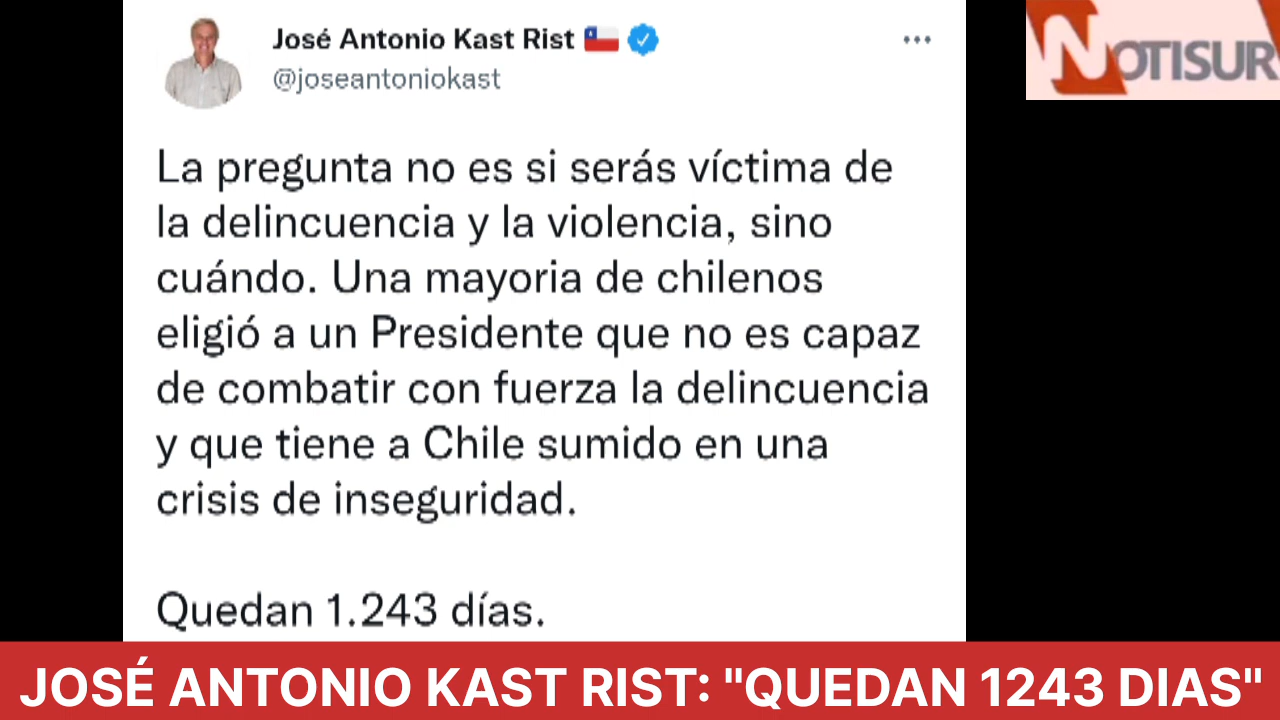 José Antonio Kast Rist 🇨🇱
@joseantoniokast
NOTISUR
La pregunta no es si serás víctima de
la delincuencia y la violencia, sino
cuándo. Una mayoria de chilenos
eligió a un Presidente que no es capaz
de combatir con fuerza la delincuencia
y que tiene a Chile sumido en una
crisis de inseguridad.
Quedan 1.243 días.
JOSÉ ANTONIO KAST RIST: "QUEDAN 1243 DIAS"